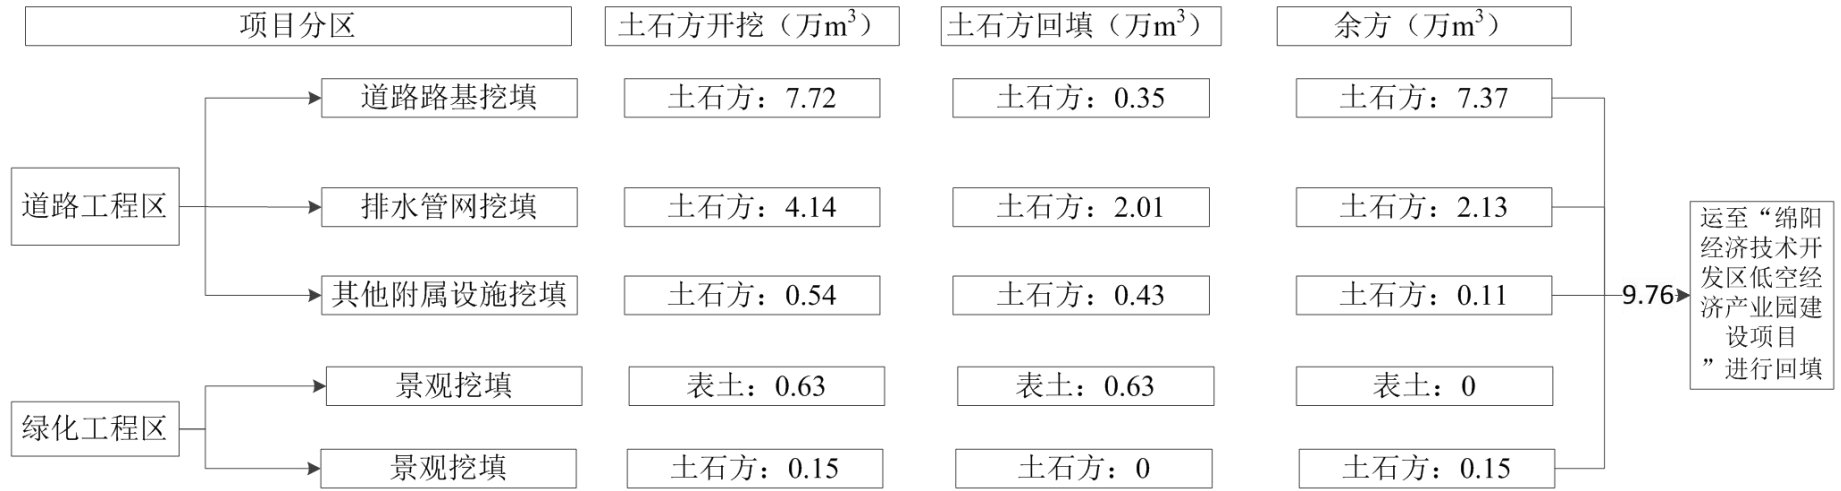 项目分区 土石方开挖（万m³） 土石方回填（万m³） 余方（万m³）
道路路基挖填 土石方：7.72 土石方：0.35 土石方：7.37
道路工程区 排水管网挖填 土石方：4.14 土石方：2.01 土石方：2.13
其他附属设施挖填 土石方：0.54 土石方：0.43 土石方：0.11
9.76
运至“绵阳
经济技术开
发区低空经
济产业园建
设项目
”进行回填
景观挖填 表土：0.63 表土：0.63 表土：0
绿化工程区
景观挖填 土石方：0.15 土石方：0 土石方：0.15